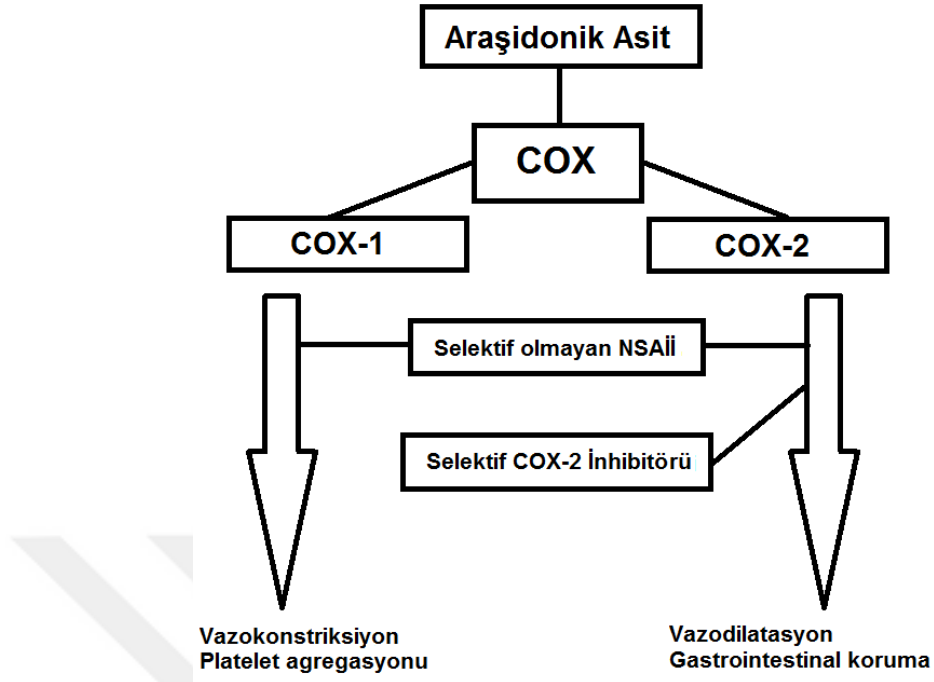 Araşidonik Asit
COX
COX-1
COX-2
Selektif olmayan NSAİİ
Selektif COX-2 İnhibitörü
Vazokonstriksiyon
Platelet agregasyonu
Vazodilatasyon
Gastrointestinal koruma